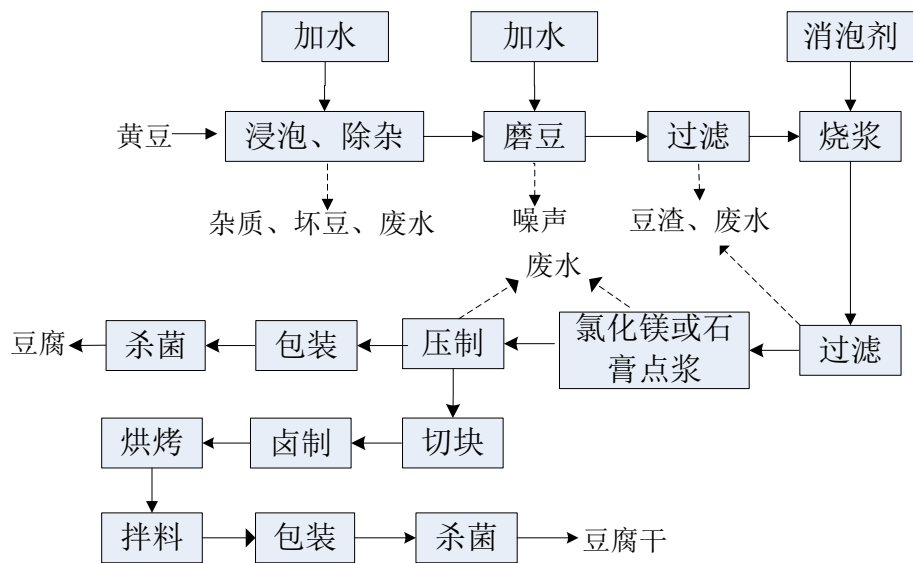 加水
加水
消泡剂
黄豆
浸泡、除杂
磨豆
过滤
烧浆
杂质、坏豆、废水
噪声
豆渣、废水
废水
豆腐
杀菌
包装
压制
氯化镁或石
膏点浆
过滤
烘烤
卤制
切块
拌料
包装
杀菌
豆腐干